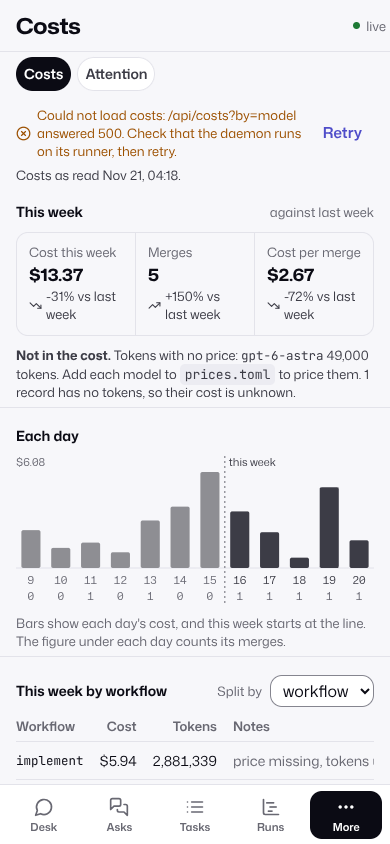 Costs
live
Costs Attention
Could not load costs: /api/costs?by=model
answered 500. Check that the daemon runs
on its runner, then retry.
Retry
Costs as read Nov 21, 04:18.
This week against last week
Cost this week Merges Cost per merge
$13.37 5 $2.67
-31% vs last week +150% vs last week -72% vs last week
Not in the cost. Tokens with no price: gpt-6-astra 49,000
tokens. Add each model to prices.toml to price them. 1
record has no tokens, so their cost is unknown.
Each day
$6.08 this week
9 10 11 12 13 14 15 16 17 18 19 20
0 0 1 0 1 0 0 1 1 1 1 1
Bars show each day's cost, and this week starts at the line.
The figure under each day counts its merges.
This week by workflow Split by workflow
Workflow Cost Tokens Notes
implement $5.94 2,881,339 price missing, tokens
Desk Asks Tasks Runs More